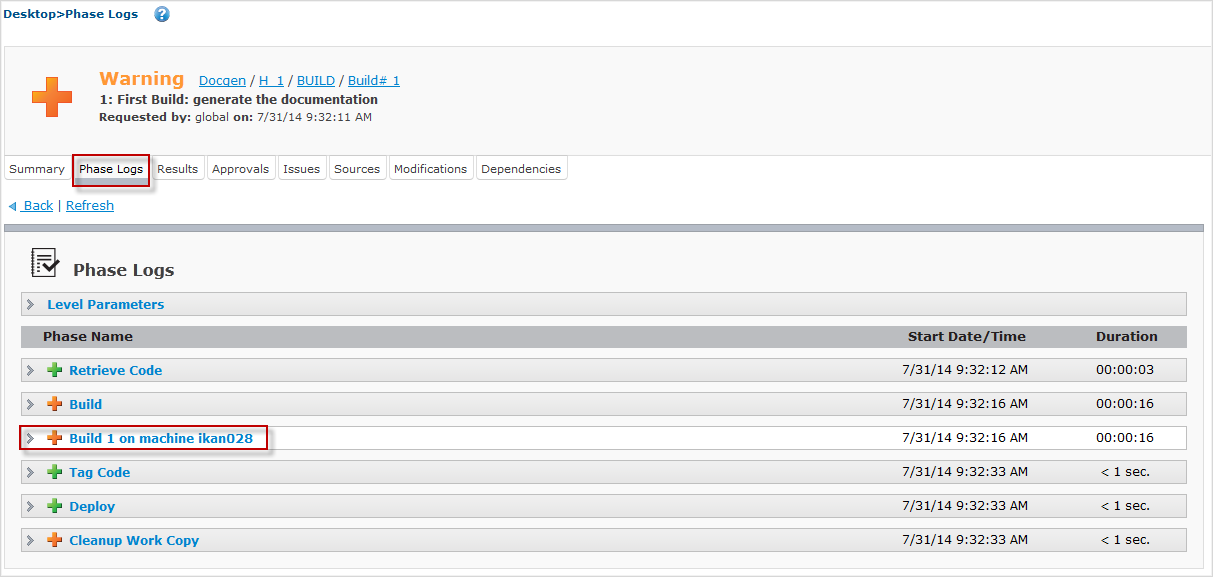 Desktop>Phase Logs ?
Warning Docgen / H_1 / BUILD / Build# 1
1: First Build: generate the documentation
Requested by: global on: 7/31/14 9:32:11 AM
Summary Phase Logs Results Approvals Issues Sources Modifications Dependencies
Back | Refresh
Phase Logs
Level Parameters
Phase Name Start Date/Time Duration
Retrieve Code 7/31/14 9:32:12 AM 00:00:03
Build 7/31/14 9:32:16 AM 00:00:16
Build 1 on machine ikan028 7/31/14 9:32:16 AM 00:00:16
Tag Code 7/31/14 9:32:33 AM < 1 sec.
Deploy 7/31/14 9:32:33 AM < 1 sec.
Cleanup Work Copy 7/31/14 9:32:33 AM < 1 sec.